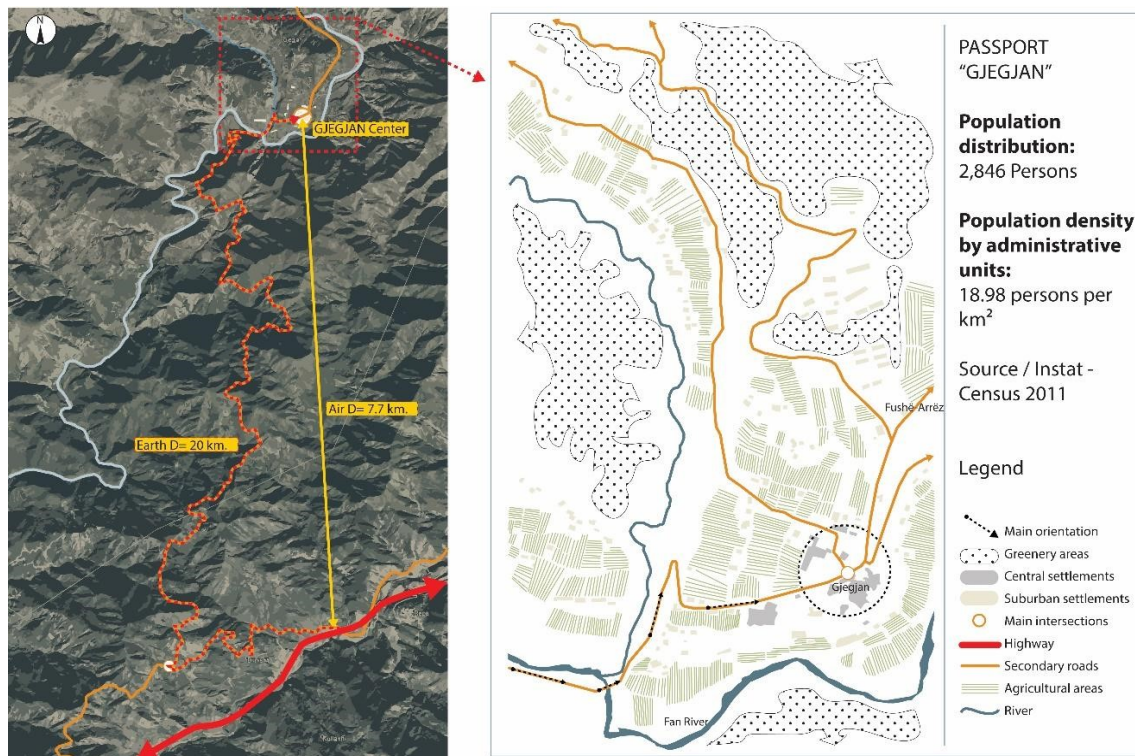 N
GJEGJAN Center
Air D= 7.7 km.
Earth D= 20 km.
Fushë-Arrëz
Gjegjan
Fan River
PASSPORT
“GJEGJAN”
Population
distribution:
2,846 Persons
Population density
by administrative
units:
18.98 persons per
km²
Source / Instat -
Census 2011
Legend
Main orientation
Greenery areas
Central settlements
Suburban settlements
Main intersections
Highway
Secondary roads
Agricultural areas
River